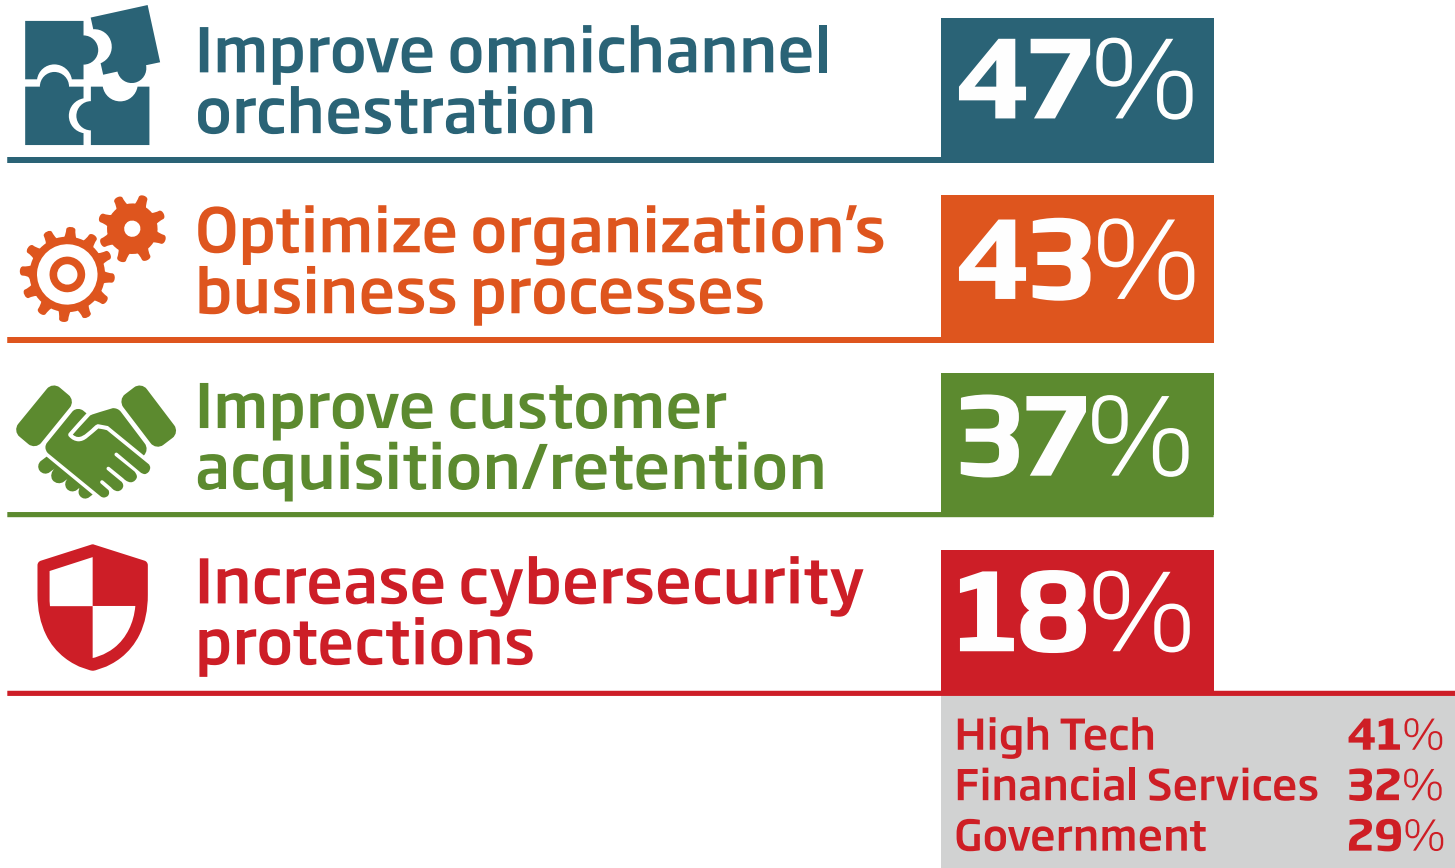 Improve omnichannel
orchestration
47%
Optimize organization’s
business processes
43%
Improve customer
acquisition/retention
37%
Increase cybersecurity
protections
18%
High Tech 41%
Financial Services 32%
Government 29%